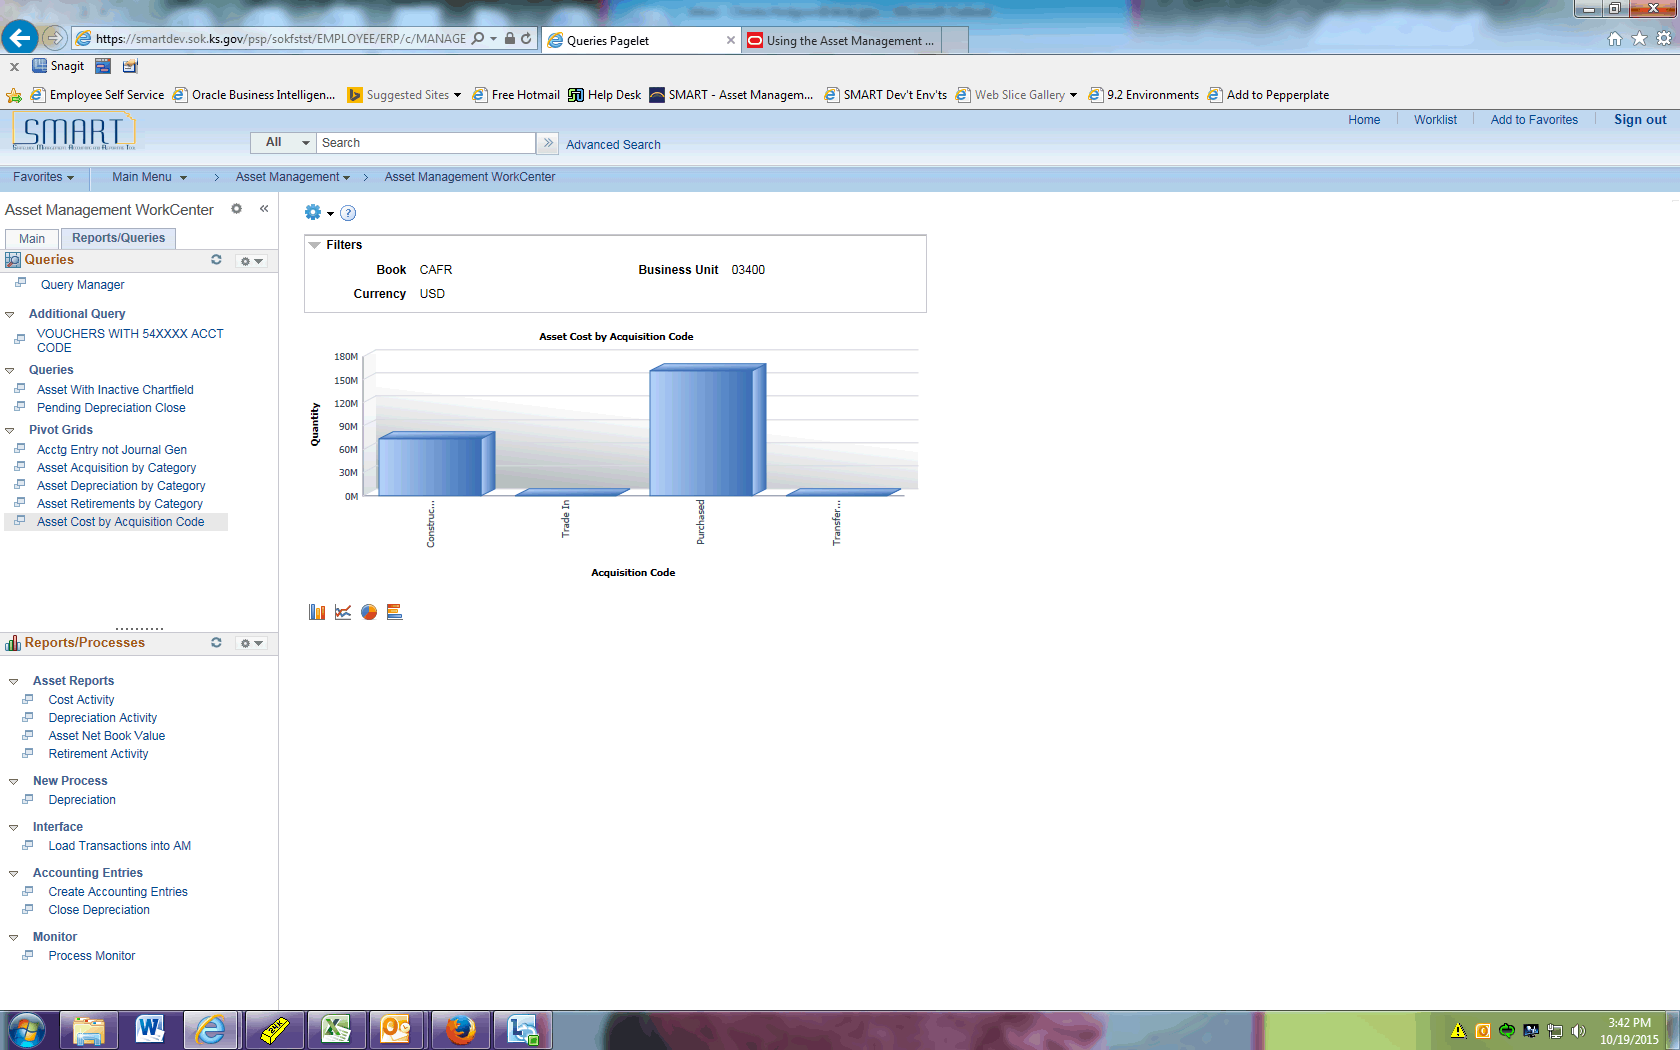 https://smartdev.sok.ks.gov/psp/sokfstst/EMPLOYEE/ERP/c/MANAGE
Queries Pagelet
Using the Asset Management ...
Snagit
Employee Self Service
Oracle Business Intelligen...
Suggested Sites
Free Hotmail
Help Desk
SMART - Asset Managem...
SMART Dev't Env'ts
Web Slice Gallery
9.2 Environments
Add to Pepperplate
SMART
Home
Worklist
Add to Favorites
Sign out
All
Search
Advanced Search
Favorites
Main Menu
Asset Management
Asset Management WorkCenter
Asset Management WorkCenter
Main
Reports/Queries
Queries
Query Manager
Additional Query
VOUCHERS WITH 54XXXX ACCT
CODE
Queries
Asset With Inactive Chartfield
Pending Depreciation Close
Pivot Grids
Acctg Entry not Journal Gen
Asset Acquisition by Category
Asset Depreciation by Category
Asset Retirements by Category
Asset Cost by Acquisition Code
Reports/Processes
Asset Reports
Cost Activity
Depreciation Activity
Asset Net Book Value
Retirement Activity
New Process
Depreciation
Interface
Load Transactions into AM
Accounting Entries
Create Accounting Entries
Close Depreciation
Monitor
Process Monitor
Filters
Book CAFR
Business Unit 03400
Currency USD
Asset Cost by Acquisition Code
Quantity
180M
150M
120M
90M
60M
30M
0M
Construc...
Trade In
Purchased
Transfer...
Acquisition Code
3:42 PM
10/19/2015